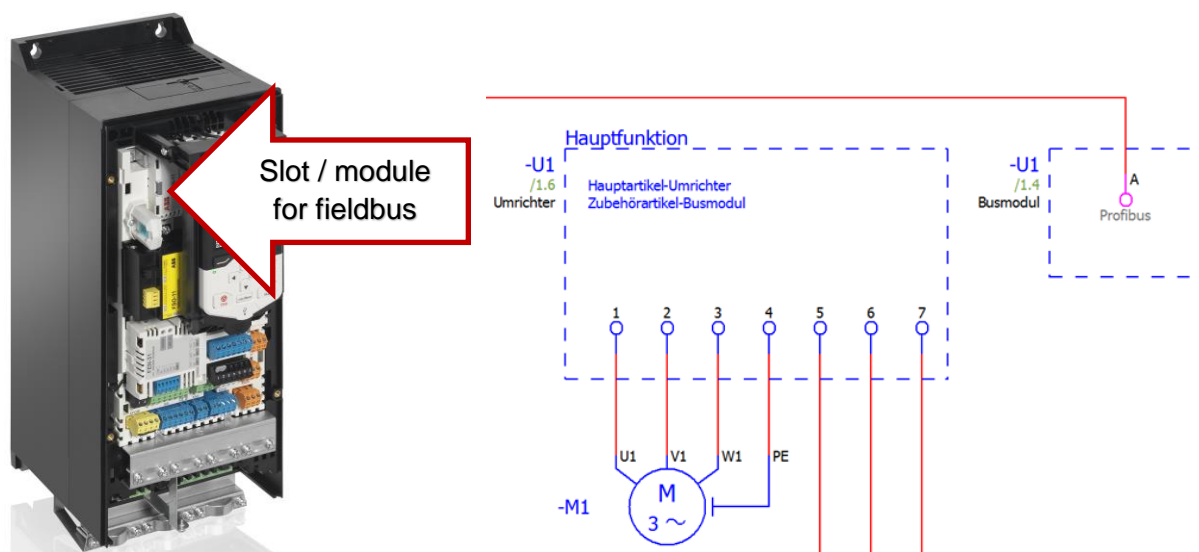 Slot / module
for fieldbus
ABB
Hauptfunktion
-U1
/1.6
Umrichter
Hauptartikel-Umrichter
Zubehörartikel-Busmodul
1 2 3 4 5 6 7
U1 V1 W1 PE
-M1
M
3 ~
-U1
/1.4
Busmodul
A
Profibus